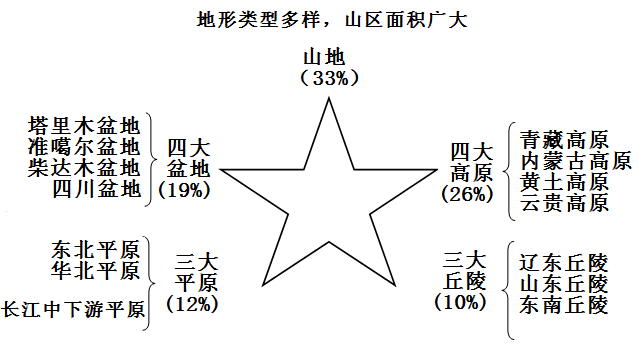 地形类型多样，山区面积广大
山地
（33%）
塔里木盆地
准噶尔盆地
柴达木盆地
四川盆地
四大
盆地
(19%)
四大
高原
(26%)
青藏高原
内蒙古高原
黄土高原
云贵高原
东北平原
华北平原
长江中下游平原
三大
平原
(12%)
三大
丘陵
(10%)
辽东丘陵
山东丘陵
东南丘陵